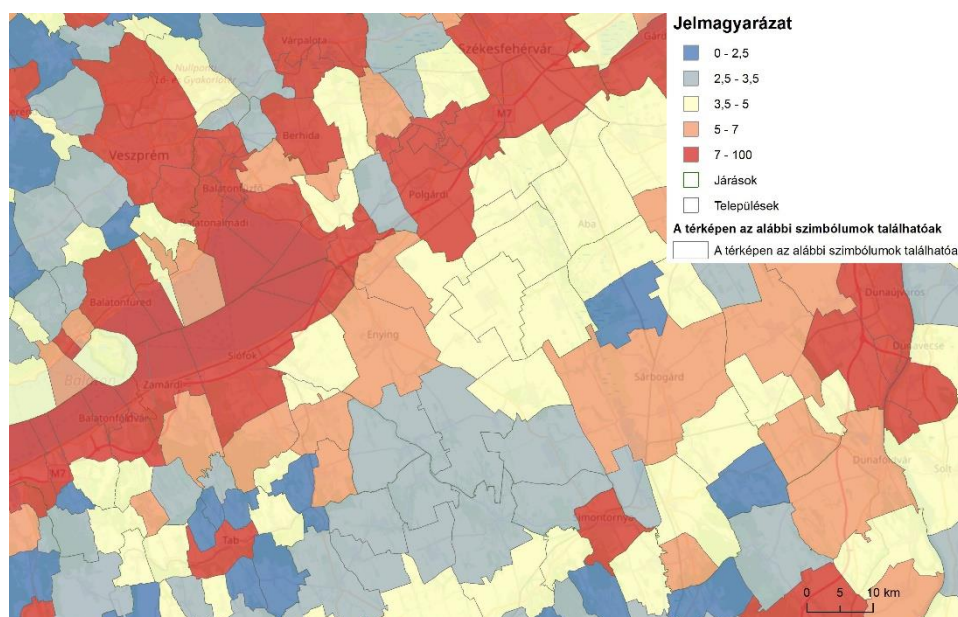 Jelmagyarázat
0 - 2,5
2,5 - 3,5
3,5 - 5
5 - 7
7 - 100
Járások
Települések
A térképen az alábbi szimbólumok találhatóak
A térképen az alábbi szimbólumok találhatóa
Várpalota
Székesfehérvár
Gárd
M7
Veszprém
Berhida
Balatonfűzfő
Polgárdi
Balatonalmádi
Aba
Balatonfüred
Dunaújváros
Enying
Dunavecse
Siófok
Sárbogárd
Zamárdi
Balatonföldvár
M7
Dunaföldvár
Solt
Tab
0 5 10 km